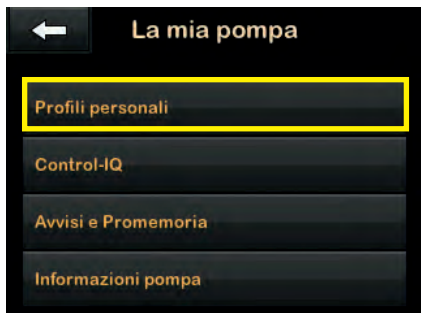 La mia pompa
Profili personali
Control-IQ
Avvisi e Promemoria
Informazioni pompa